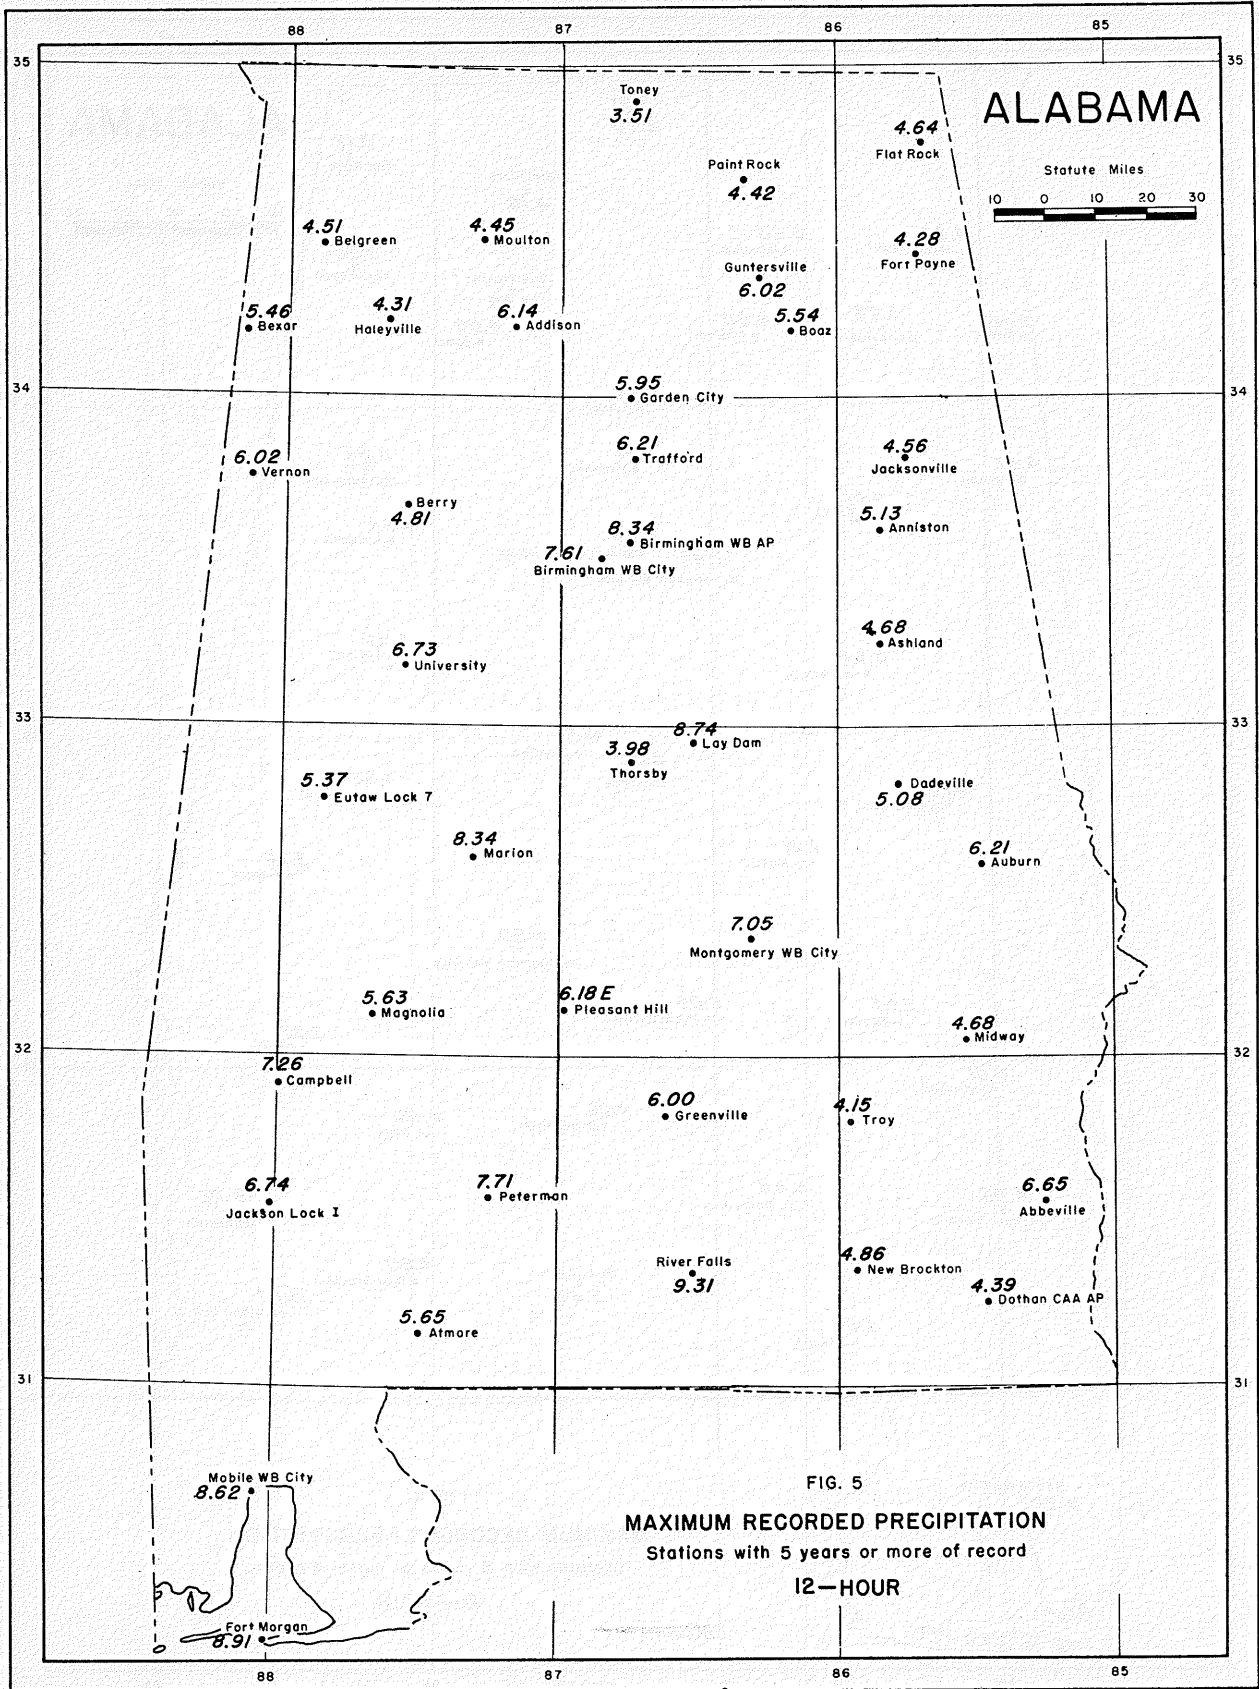 88 87 86 85
35 35
Toney
3.51
ALABAMA
4.64
Flat Rock
Statute Miles
10 0 10 20 30
Paint Rock
4.42
4.51
Belgreen
4.45
Moulton
4.28
Fort Payne
Guntersville
6.02
5.46
Bexar
4.31
Haleyville
6.14
Addison
5.54
Boaz
34 34
5.95
Garden City
6.02
Vernon
6.21
Trafford
4.56
Jacksonville
Berry
4.81
5.13
Anniston
8.34
Birmingham WB AP
7.61
Birmingham WB City
4.68
Ashland
6.73
University
33 33
8.74
Lay Dam
3.98
Thorsby
5.37
Eutaw Lock 7
Dadeville
5.08
8.34
Marion
6.21
Auburn
7.05
Montgomery WB City
5.63
Magnolia
6.18 E
Pleasant Hill
4.68
Midway
32 32
7.26
Campbell
6.00
Greenville
4.15
Troy
6.74
Jackson Lock I
7.71
Peterman
6.65
Abbeville
River Falls
9.31
4.86
New Brockton
4.39
Dothan CAA AP
5.65
Atmore
31 31
Mobile WB City
8.62
FIG. 5
MAXIMUM RECORDED PRECIPITATION
Stations with 5 years or more of record
12-HOUR
Fort Morgan
8.91
88 87 86 85